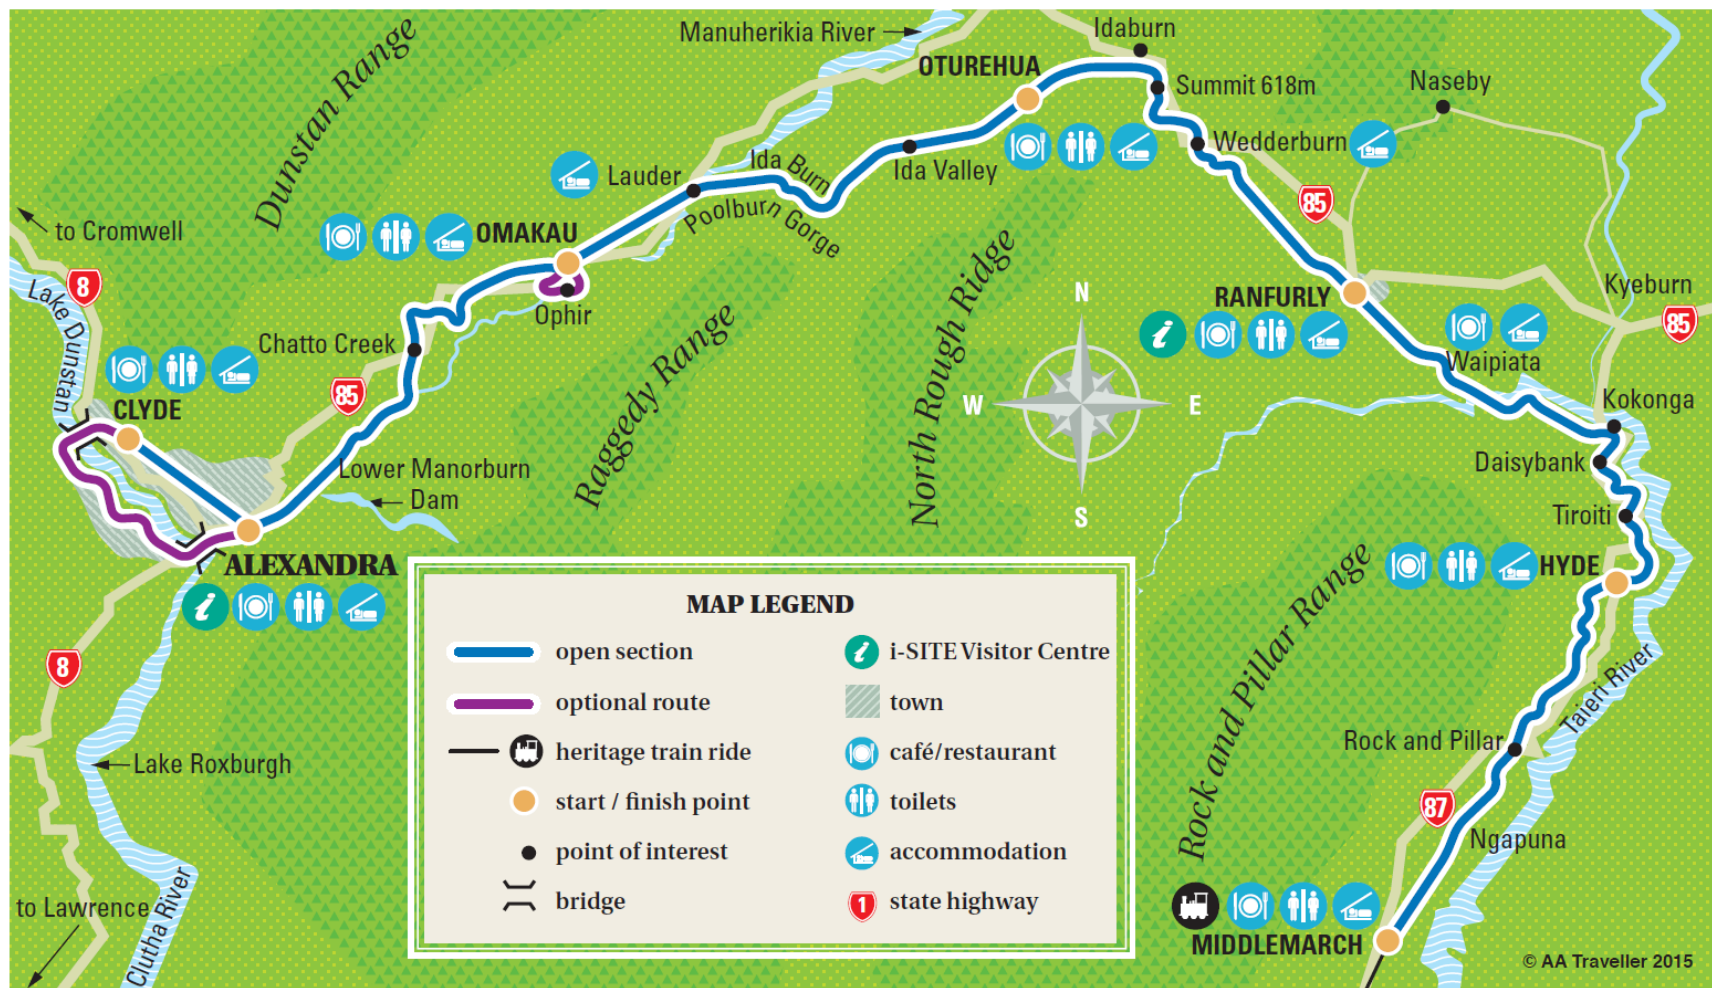 Manuherikia River
Idaburn
OTUREHUA
Summit 618m
Naseby
Dunstan Range
Wedderburn
Ida Burn
Ida Valley
Lauder
Poolburn Gorge
85
to Cromwell
OMAKAU
8
Lake Dunstan
Ophir
North Rough Ridge
N
RANFURLY
Kyeburn
85
Chatto Creek
Raggedy Range
i
Waipiata
85
CLYDE
W
E
Kokonga
Lower Manorburn
Dam
Daisybank
S
Tiroiti
ALEXANDRA
i
HYDE
Rock and Pillar Range
8
Taieri River
Lake Roxburgh
Rock and Pillar
87
Ngapuna
to Lawrence
Clutha River
MIDDLEMARCH
MAP LEGEND
open section
optional route
heritage train ride
start / finish point
point of interest
bridge
i
i-SITE Visitor Centre
town
café/restaurant
toilets
accommodation
1
state highway
© AA Traveller 2015